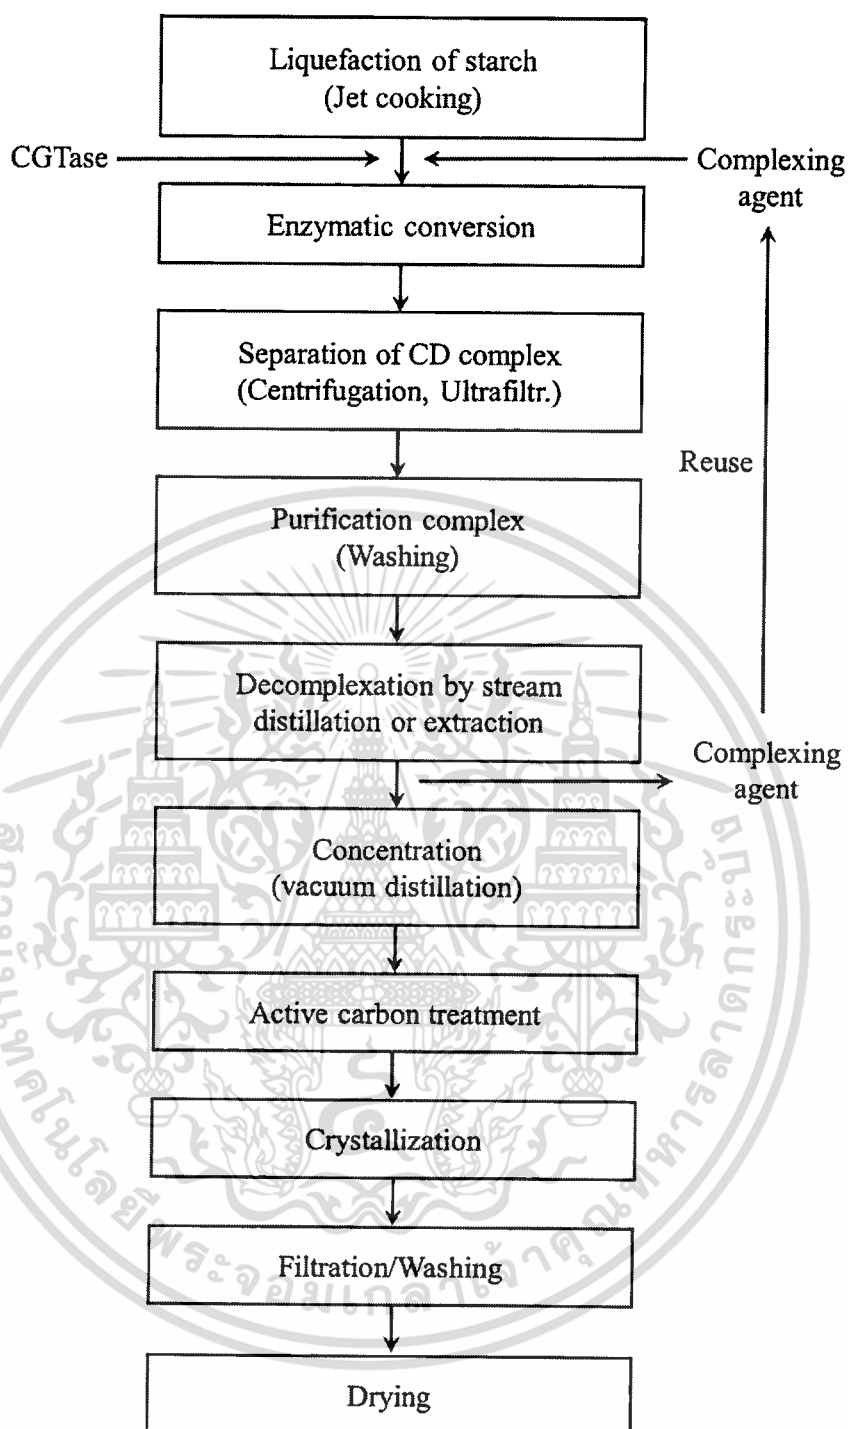 Liquefaction of starch
(Jet cooking)
CGTase
Complexing
agent
Enzymatic conversion
Separation of CD complex
(Centrifugation, Ultrafiltr.)
Reuse
Purification complex
(Washing)
Decomplexation by stream
distillation or extraction
Complexing
agent
Concentration
(vacuum distillation)
Active carbon treatment
Crystallization
Filtration/Washing
Drying